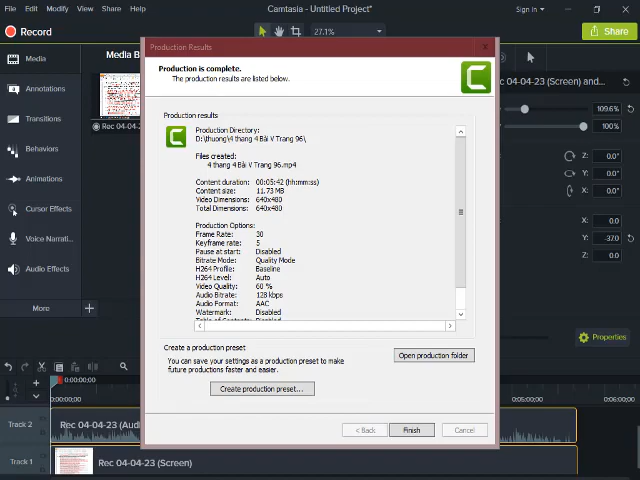 File Edit Modify View Share Help
Camtasia - Untitled Project*
Sign In
Record
27.1%
Share
Media
Annotations
Transitions
Behaviors
Animations
Cursor Effects
Voice Narrati...
Audio Effects
More
Media B
Rec 04-
Production Results
Production is complete.
The production results are listed below.
Production results
Production Directory:
D:\thuong\4 thang 4 Bài V Trang 96\
Files created:
4 thang 4 Bài V Trang 96.mp4
Content duration: 00:05:42 (hh:mm:ss)
Content size: 11.73 MB
Video Dimensions: 640x480
Total Dimensions: 640x480
Production Options:
Frame Rate: 30
Keyframe rate: 5
Pause at start: Disabled
Bitrate Mode: Quality Mode
H264 Profile: Baseline
H264 Level: Auto
Video Quality: 60 %
Audio Bitrate: 128 kbps
Audio Format: AAC
Watermark: Disabled
Create a production preset
You can save your settings as a production preset to make
future productions faster and easier.
Create production preset...
Open production folder
< Back
Finish
Cancel
04-04-23 (Screen) and...
109.6%
100%
Z: 0.0°
Y: 0.0°
X: 0.0°
X: 0.0
Y: -37.0
Z: 0.0
Properties
0:00:00;00
0:00:00;00
0:05:00;00
0:06:00;0
Track 2
Rec 04-04-23 (Audi
Track 1
Rec 04-04-23 (Screen)